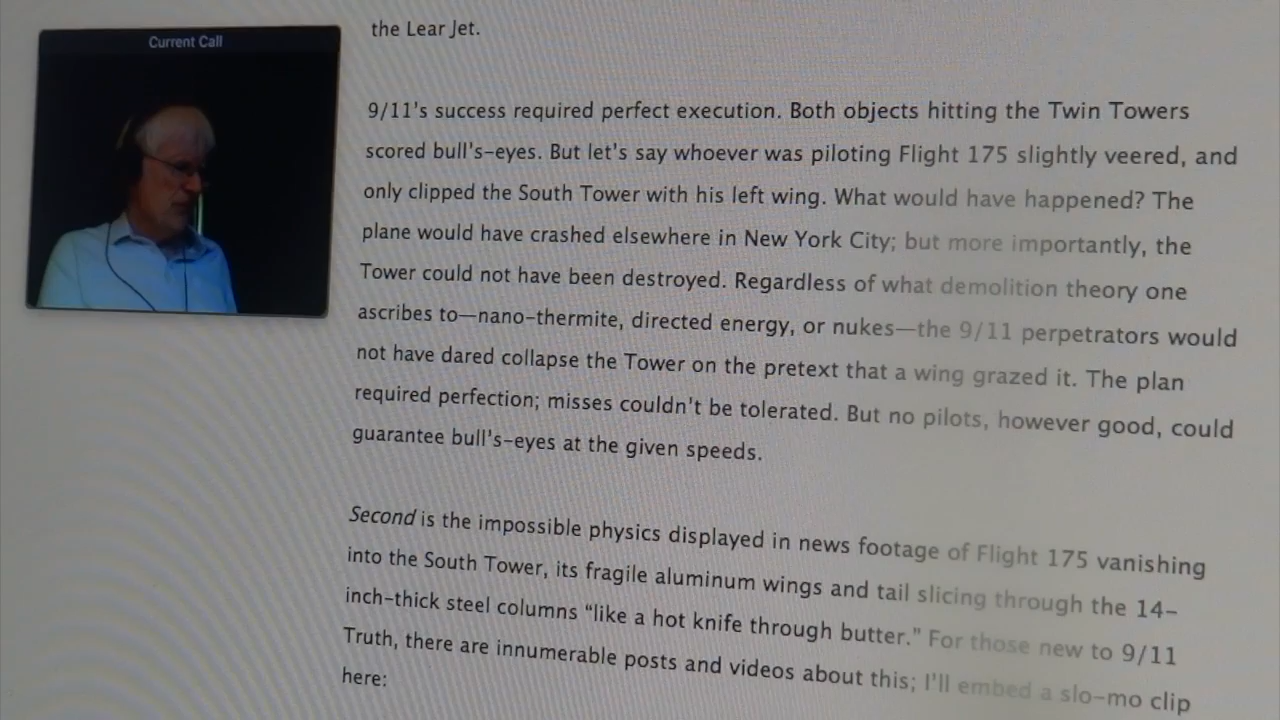 Current Call
the Lear Jet.
9/11's success required perfect execution. Both objects hitting the Twin Towers
scored bull's-eyes. But let's say whoever was piloting Flight 175 slightly veered, and
only clipped the South Tower with his left wing. What would have happened? The
plane would have crashed elsewhere in New York City; but more importantly, the
Tower could not have been destroyed. Regardless of what demolition theory one
ascribes to—nano-thermite, directed energy, or nukes—the 9/11 perpetrators would
not have dared collapse the Tower on the pretext that a wing grazed it. The plan
required perfection; misses couldn't be tolerated. But no pilots, however good, could
guarantee bull's-eyes at the given speeds.
Second is the impossible physics displayed in news footage of Flight 175 vanishing
into the South Tower, its fragile aluminum wings and tail slicing through the 14-
inch-thick steel columns “like a hot knife through butter.” For those new to 9/11
Truth, there are innumerable posts and videos about this; I'll embed a slo-mo clip
here: